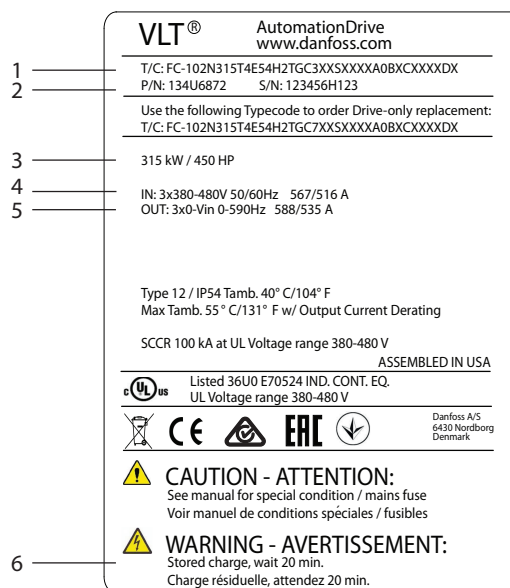 VLT® AutomationDrive
www.danfoss.com
1 T/C: FC-102N315T4E54H2TGC3XXSXXXXA0BXCXXXXDX
2 P/N: 134U6872 S/N: 123456H123
Use the following Typecode to order Drive-only replacement:
T/C: FC-102N315T4E54H2TGC7XXSXXXXA0BXCXXXXDX
3 315 kW / 450 HP
4 IN: 3x380-480V 50/60Hz 567/516 A
5 OUT: 3x0-Vin 0-590Hz 588/535 A
Type 12 / IP54 Tamb. 40° C/104° F
Max Tamb. 55° C/131° F w/ Output Current Derating
SCCR 100 kA at UL Voltage range 380-480 V
ASSEMBLED IN USA
c UL us Listed 36U0 E70524 IND. CONT. EQ.
UL Voltage range 380-480 V
CE EAC
Danfoss A/S
6430 Nordborg
Denmark
CAUTION - ATTENTION:
See manual for special condition / mains fuse
Voir manuel de conditions spéciales / fusibles
WARNING - AVERTISSEMENT:
6 Stored charge, wait 20 min.
Charge résiduelle, attendez 20 min.